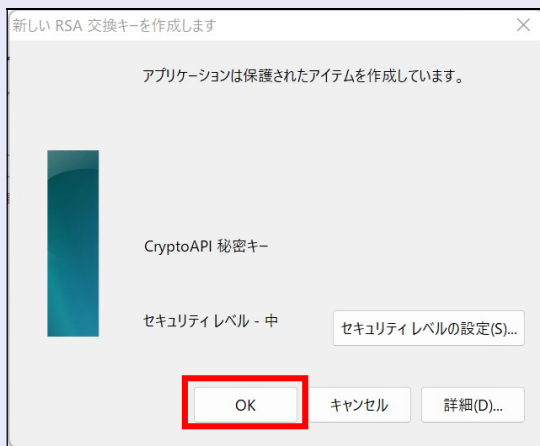 新しい RSA 交換キーを作成します
アプリケーションは保護されたアイテムを作成しています。
CryptoAPI 秘密キー
セキュリティ レベル - 中
セキュリティ レベルの設定(S)...
OK
キャンセル
詳細(D)...